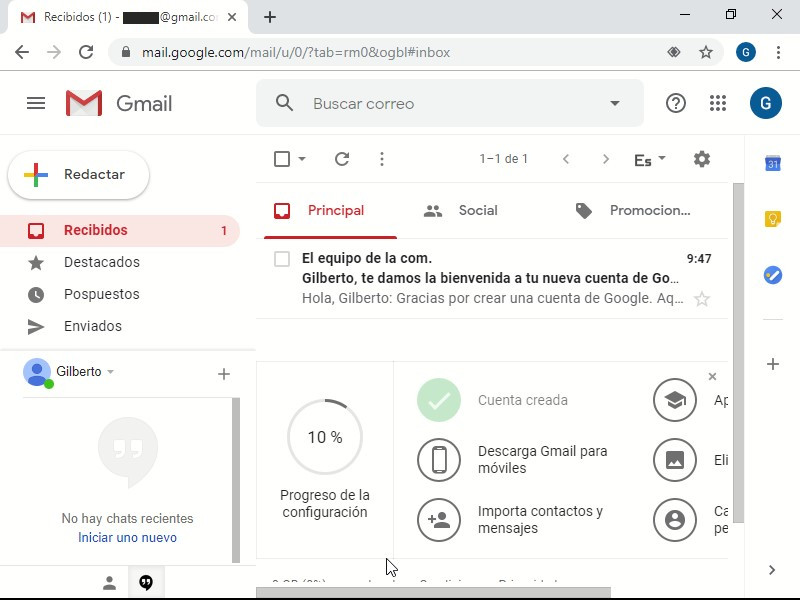 Recibidos (1) - @gmail.co
mail.google.com/mail/u/0/?tab=rm0&ogbl#inbox
G
Gmail
Buscar correo
G
Redactar
1–1 de 1
Es
31
Principal
Social
Promocion...
Recibidos 1
Destacados
Pospuestos
Enviados
El equipo de la com. 9:47
Gilberto, te damos la bienvenida a tu nueva cuenta de Go...
Hola, Gilberto: Gracias por crear una cuenta de Google. Aq...
Gilberto
No hay chats recientes
Iniciar uno nuevo
10 %
Progreso de la
configuración
Cuenta creada
Descarga Gmail para
móviles
Importa contactos y
mensajes
Ap
Eli
Ca
pe